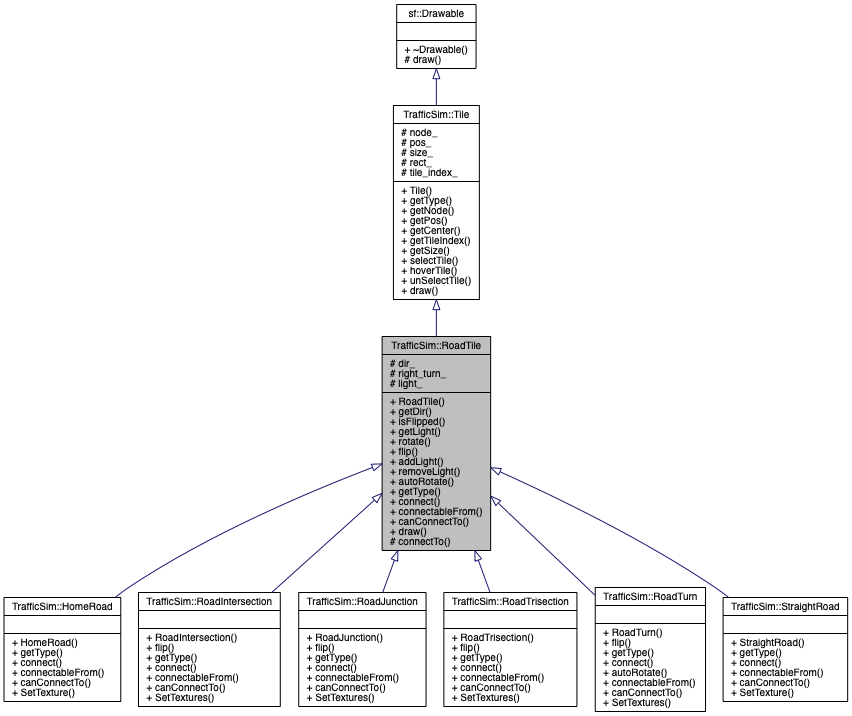 sf::Drawable
+ ~Drawable()
# draw()
TrafficSim::Tile
# node_
# pos_
# size_
# rect_
# tile_index_
+ Tile()
+ getType()
+ getNode()
+ getPos()
+ getCenter()
+ getTileIndex()
+ getSize()
+ selectTile()
+ hoverTile()
+ unSelectTile()
+ draw()
TrafficSim::RoadTile
# dir_
# right_turn_
# light_
+ RoadTile()
+ getDir()
+ isFlipped()
+ getLight()
+ rotate()
+ flip()
+ addLight()
+ removeLight()
+ autoRotate()
+ getType()
+ connect()
+ connectableFrom()
+ canConnectTo()
+ draw()
# connectTo()
TrafficSim::HomeRoad
+ HomeRoad()
+ getType()
+ connect()
+ connectableFrom()
+ canConnectTo()
+ SetTexture()
TrafficSim::RoadIntersection
+ RoadIntersection()
+ flip()
+ getType()
+ connect()
+ connectableFrom()
+ canConnectTo()
+ SetTextures()
TrafficSim::RoadJunction
+ RoadJunction()
+ flip()
+ getType()
+ connect()
+ connectableFrom()
+ canConnectTo()
+ SetTextures()
TrafficSim::RoadTrisection
+ RoadTrisection()
+ flip()
+ getType()
+ connect()
+ connectableFrom()
+ canConnectTo()
+ SetTextures()
TrafficSim::RoadTurn
+ RoadTurn()
+ flip()
+ getType()
+ connect()
+ autoRotate()
+ connectableFrom()
+ canConnectTo()
+ SetTextures()
TrafficSim::StraightRoad
+ StraightRoad()
+ getType()
+ connect()
+ connectableFrom()
+ canConnectTo()
+ SetTexture()